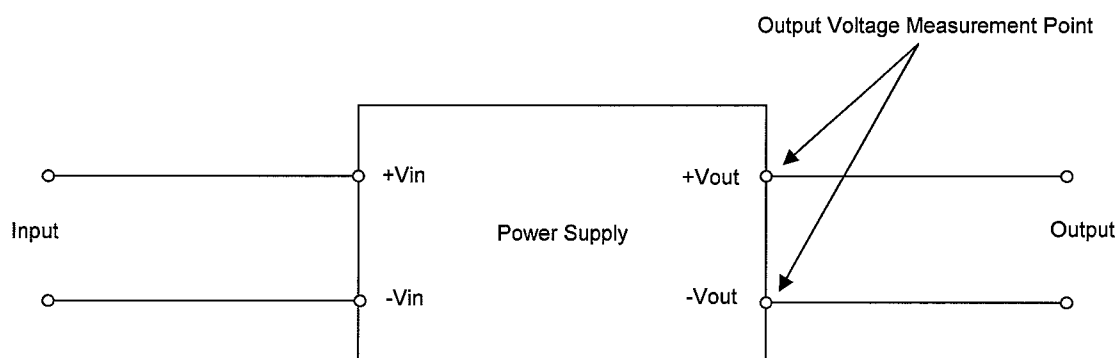 Output Voltage Measurement Point
+Vin
+Vout
Input
Power Supply
Output
-Vin
-Vout